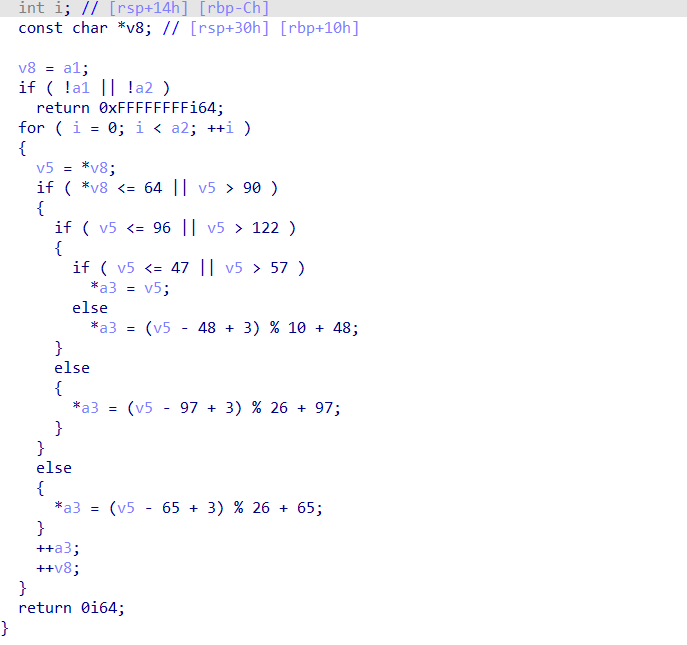 int i; // [rsp+14h] [rbp-Ch]
const char *v8; // [rsp+30h] [rbp+10h]
v8 = a1;
if ( !a1 || !a2 )
return 0xFFFFFFFFi64;
for ( i = 0; i < a2; ++i )
{
v5 = *v8;
if ( *v8 <= 64 || v5 > 90 )
{
if ( v5 <= 96 || v5 > 122 )
{
if ( v5 <= 47 || v5 > 57 )
*a3 = v5;
else
*a3 = (v5 - 48 + 3) % 10 + 48;
}
else
{
*a3 = (v5 - 97 + 3) % 26 + 97;
}
}
else
{
*a3 = (v5 - 65 + 3) % 26 + 65;
}
++a3;
++v8;
}
return 0i64;
}